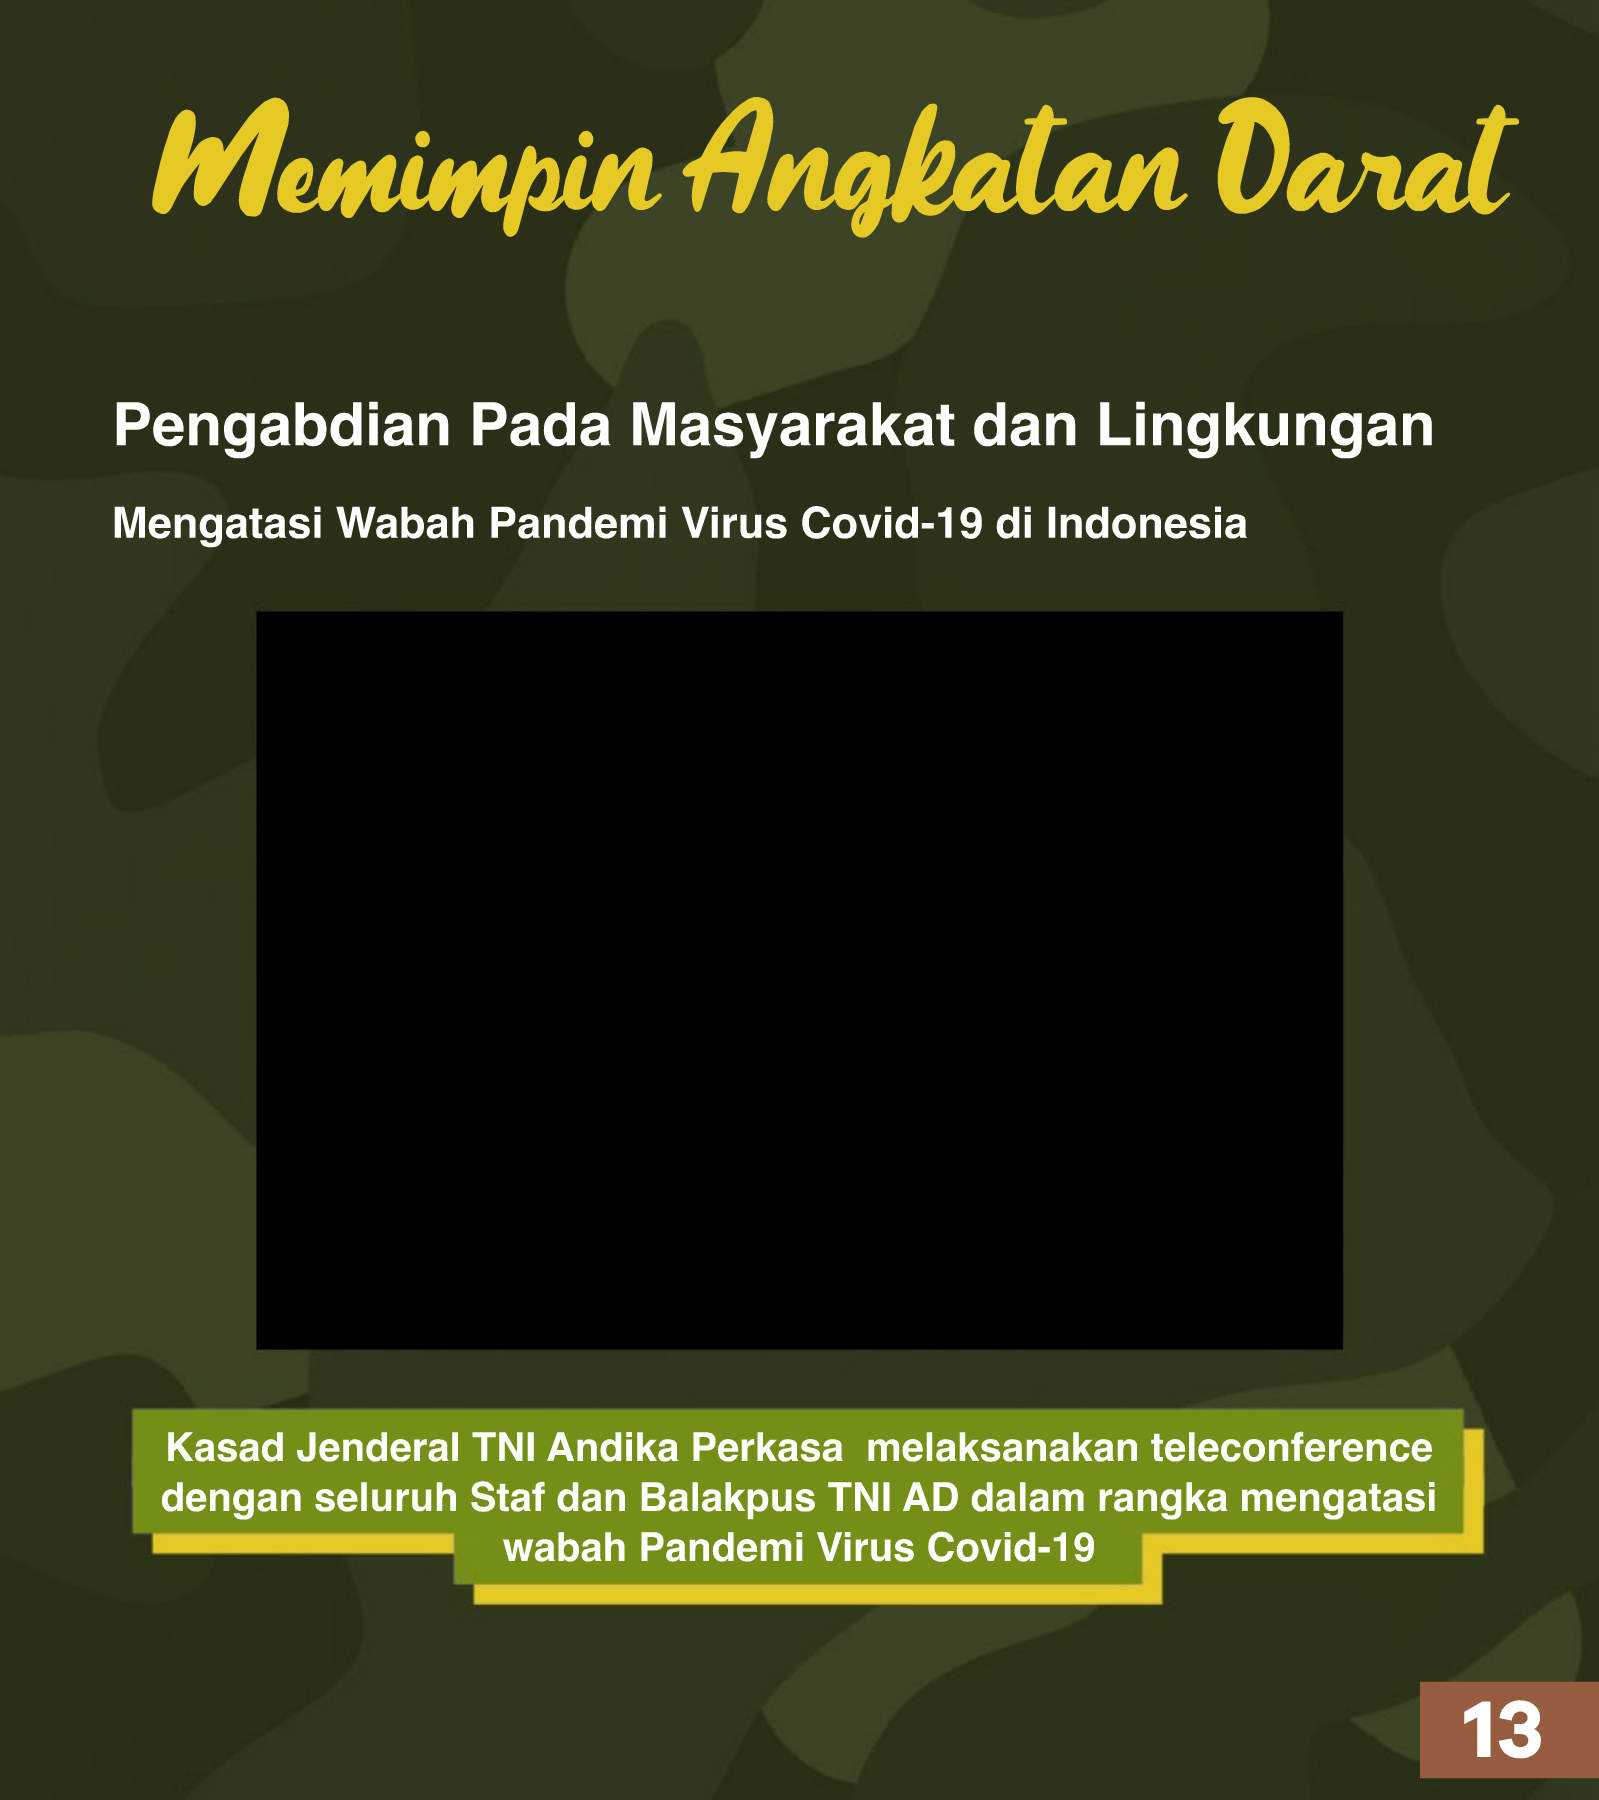 Memimpin Angkatan Darat
Pengabdian Pada Masyarakat dan Lingkungan
Mengatasi Wabah Pandemi Virus Covid-19 di Indonesia
Kasad Jenderal TNI Andika Perkasa  melaksanakan teleconference
dengan seluruh Staf dan Balakpus TNI AD dalam rangka mengatasi
wabah Pandemi Virus Covid-19
13